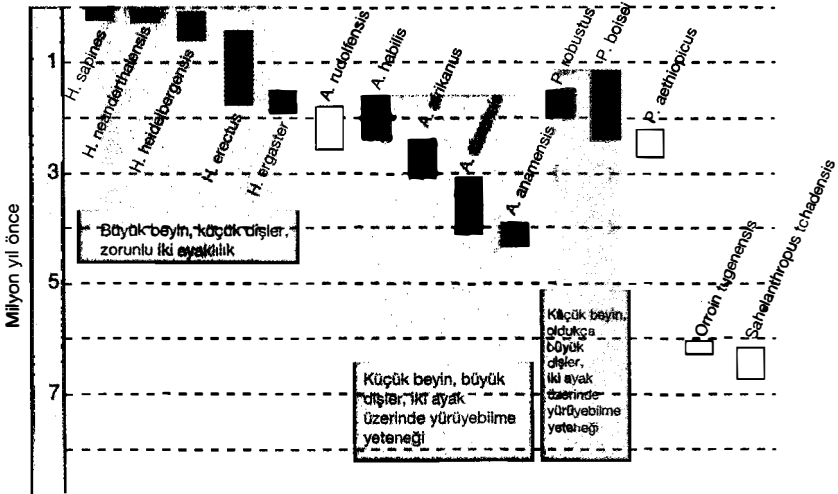 Milyon yıl önce
1
3
5
7
H. sapines
H. neanderthalensis
H. heidelbergensis
H. erectus
H. ergaster
A. rudolfensis
A. habilis
A. afrikanus
A.
A. anamensis
P. robustus
P. boisei
P. aethiopicus
Orroin tugenensis
Sahelanthropus tchadensis
Büyük beyin, küçük dişler,
zorunlu iki ayaklılık
Küçük beyin, büyük
dişler, iki ayak
üzerinde yürüyebilme
yeteneği
Küçük beyin,
oldukça
büyük
dişler,
iki ayak
üzerinde
yürüyebilme
yeteneği